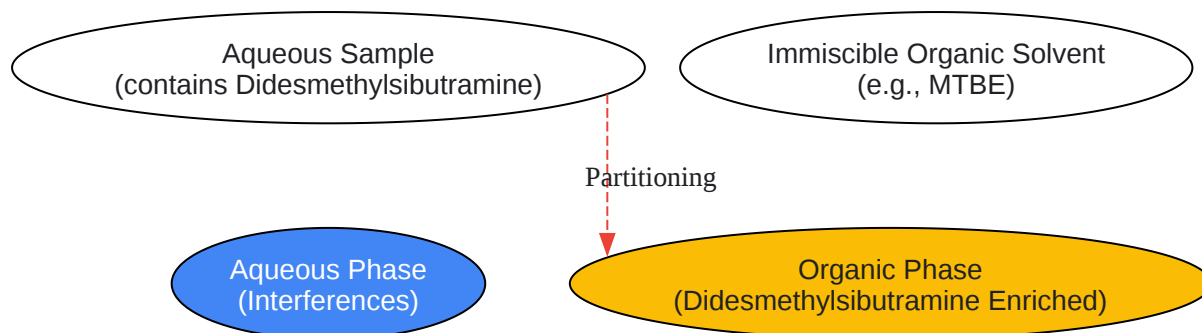 Aqueous Sample
(contains Didesmethylsibutramine)
Immiscible Organic Solvent
(e.g., MTBE)
Partitioning
Aqueous Phase
(Interferences)
Organic Phase
(Didesmethylsibutramine Enriched)